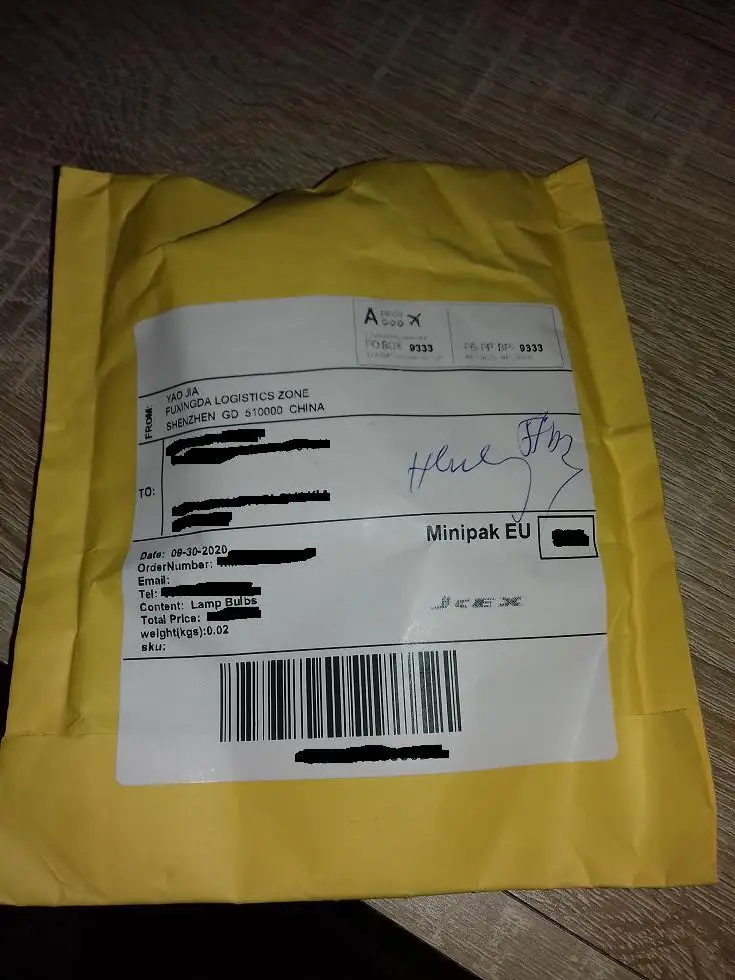 A
PO BOX 9333
PB-PP BPI- 9333
FROM:
YAO JIA
FUXINGDA LOGISTICS ZONE
SHENZHEN GD 510000 CHINA
TO:
Minipak EU
Date: 09-30-2020
OrderNumber:
Email:
Tel:
Content: Lamp Bulbs
Total Price:
weight(kgs):0.02
sku: